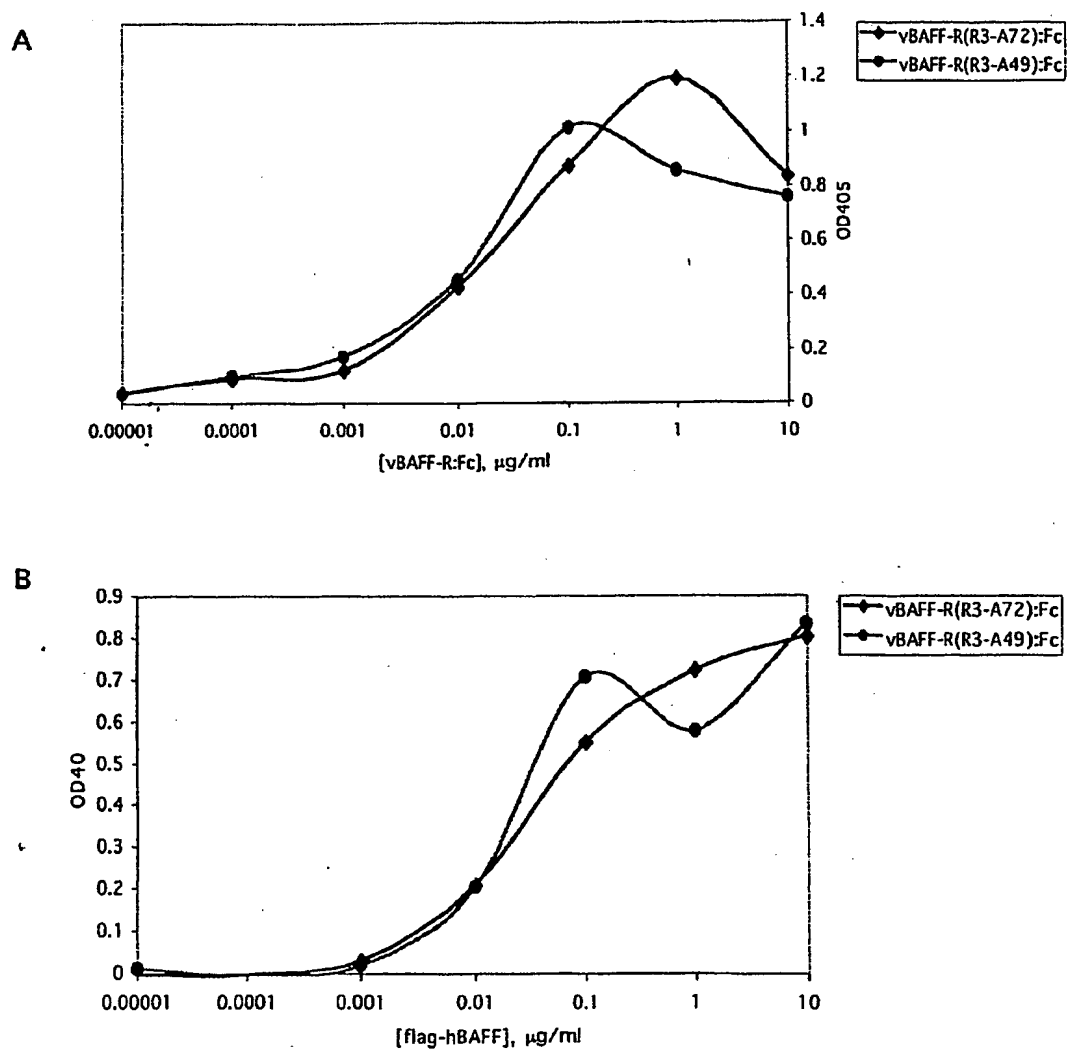 A
vBAFF-R(R3-A72):Fc
vBAFF-R(R3-A49):Fc
1.4
1.2
1
0.8
0.6
0.4
0.2
0
OD405
0.00001 0.0001 0.001 0.01 0.1 1 10
[vBAFF-R:Fc], µg/ml
B
vBAFF-R(R3-A72):Fc
vBAFF-R(R3-A49):Fc
0.9
0.8
0.7
0.6
0.5
0.4
0.3
0.2
0.1
0
OD40
0.00001 0.0001 0.001 0.01 0.1 1 10
[flag-hBAFF], µg/ml